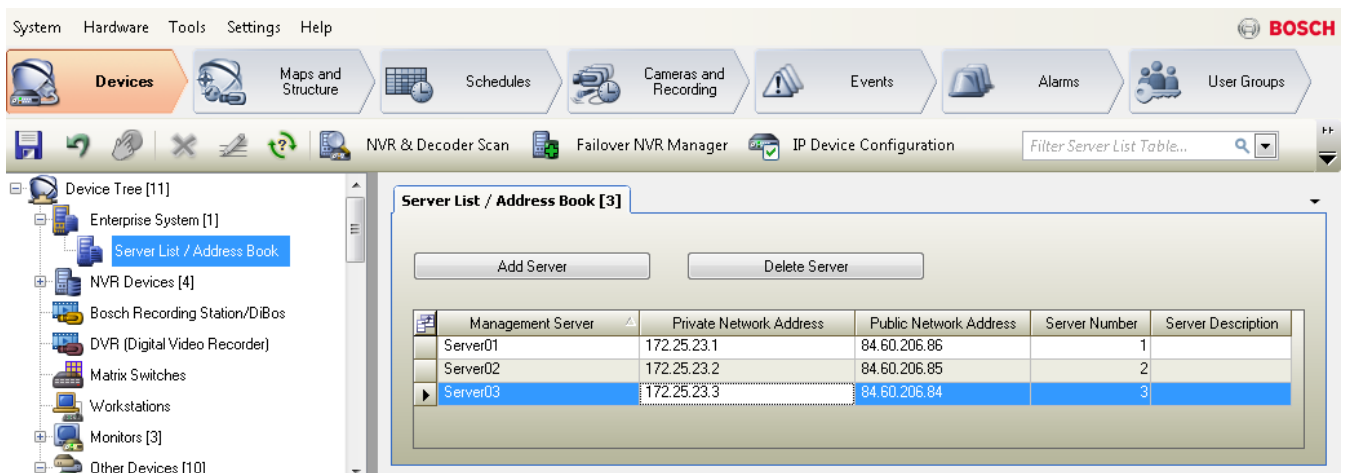 System Hardware Tools Settings Help
BOSCH
Devices
Maps and Structure
Schedules
Cameras and Recording
Events
Alarms
User Groups
NVR & Decoder Scan Failover NVR Manager IP Device Configuration Filter Server List Table...
Device Tree [11]
Enterprise System [1]
Server List / Address Book
NVR Devices [4]
Bosch Recording Station/DiBos
DVR (Digital Video Recorder)
Matrix Switches
Workstations
Monitors [3]
Other Devices [10]
Server List / Address Book [3]
Add Server Delete Server
Management Server Private Network Address Public Network Address Server Number Server Description
Server01 172.25.23.1 84.60.206.86 1
Server02 172.25.23.2 84.60.206.85 2
Server03 172.25.23.3 84.60.206.84 3